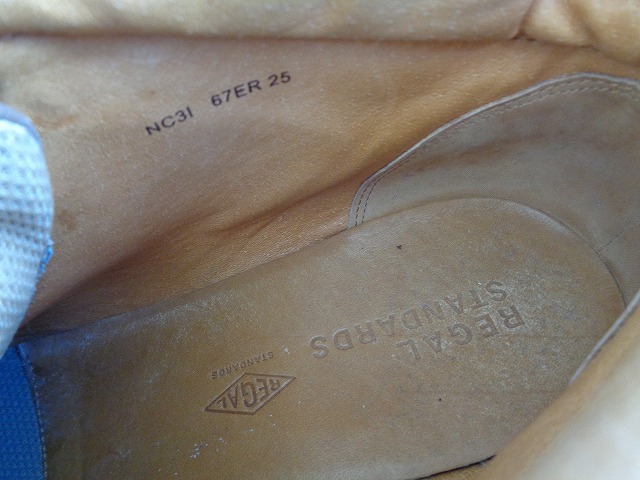 NC31 67ER 25
REGAL
STANDARDS
REGAL
STANDARDS